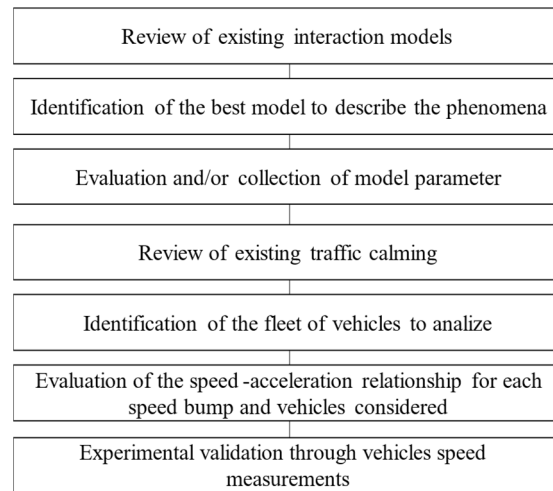 Review of existing interaction models
Identification of the best model to describe the phenomena
Evaluation and/or collection of model parameter
Review of existing traffic calming
Identification of the fleet of vehicles to analize
Evaluation of the speed-acceleration relationship for each
speed bump and vehicles considered
Experimental validation through vehicles speed
measurements